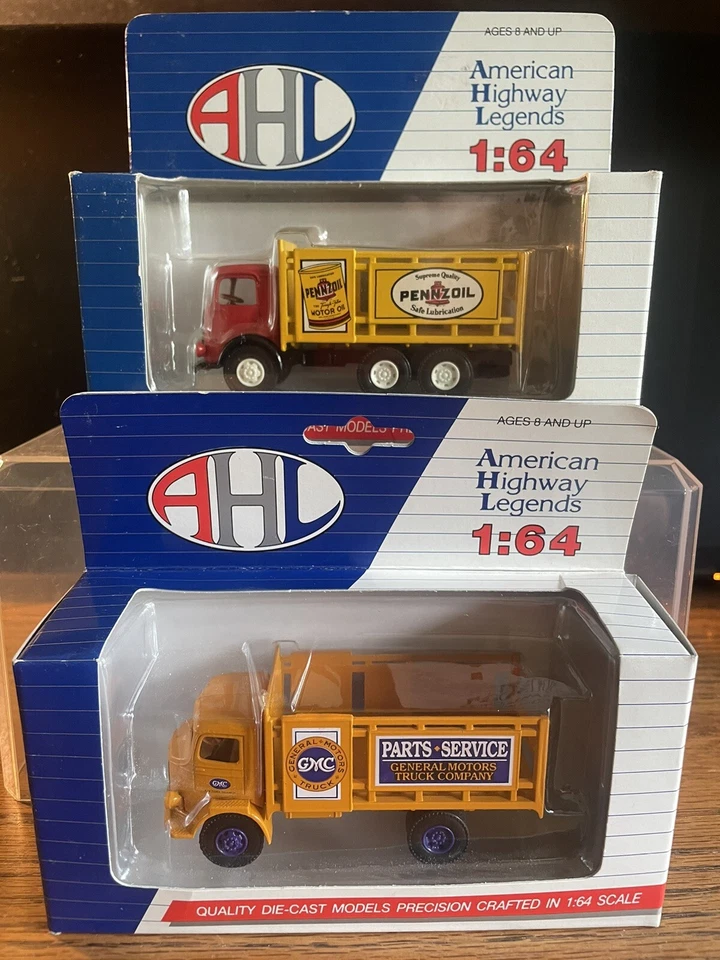 AGES 8 AND UP
AHL
American
Highway
Legends
1:64
PENNZOIL
MOTOR OIL
Supreme Quality
PENNZOIL
Safe Lubrication
AGES 8 AND UP
MODELS
AHL
American
Highway
Legends
1:64
GENERAL MOTORS
GMC
TRUCK
PARTS SERVICE
GENERAL MOTORS
TRUCK COMPANY
GMC
QUALITY DIE-CAST MODELS PRECISION CRAFTED IN 1:64 SCALE